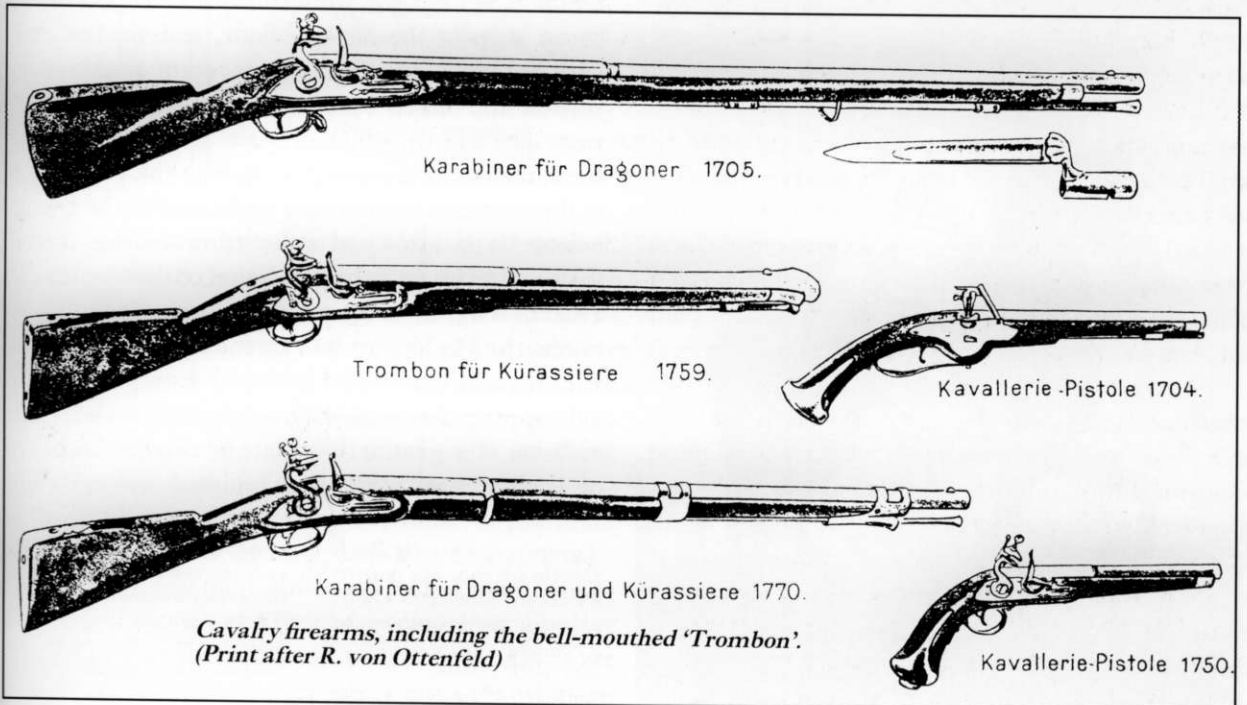 Karabiner für Dragoner 1705.
Trombon für Kürassiere 1759.
Kavallerie-Pistole 1704.
Karabiner für Dragoner und Kürassiere 1770.
Cavalry firearms, including the bell-mouthed 'Trombon'.
(Print after R. von Ottenfeld)
Kavallerie-Pistole 1750.